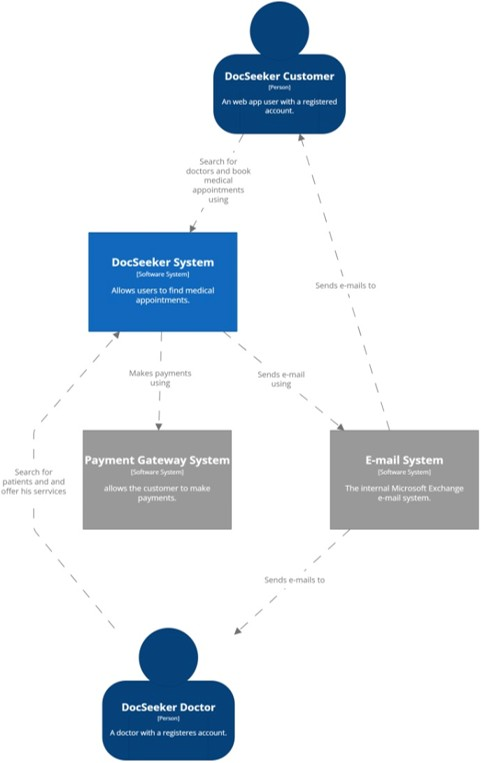 DocSeeker Customer
[Person]
An web app user with a registered
account.
Search for
doctors and book
medical
appointments
using
DocSeeker System
[Software System]
Allows users to find medical
appointments.
Sends e-mails to
Makes payments
using
Sends e-mail
using
Payment Gateway System
[Software System]
allows the customer to make
payments.
E-mail System
[Software System]
The internal Microsoft Exchange
e-mail system.
Search for
patients and and
offer his serrvices
Sends e-mails to
DocSeeker Doctor
[Person]
A doctor with a registeres account.